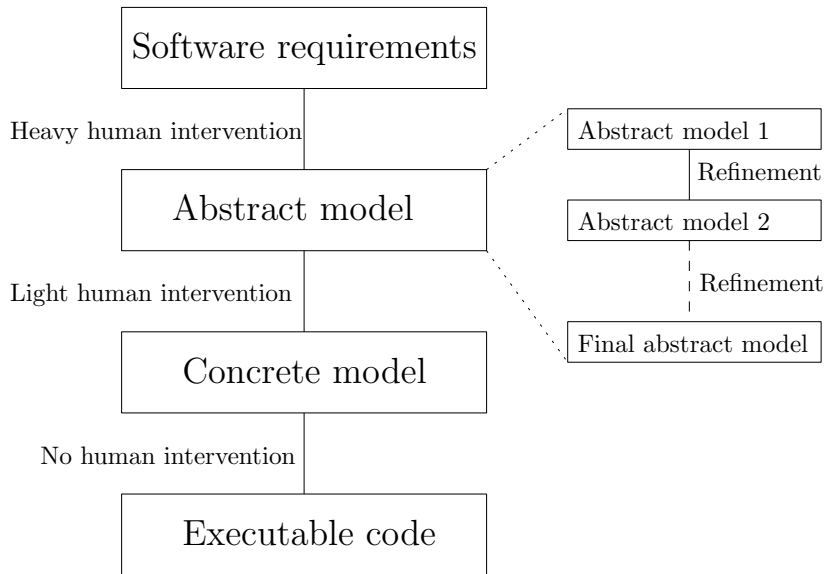 Software requirements
Heavy human intervention
Abstract model
Light human intervention
Concrete model
No human intervention
Executable code
Abstract model 1
Refinement
Abstract model 2
Refinement
Final abstract model